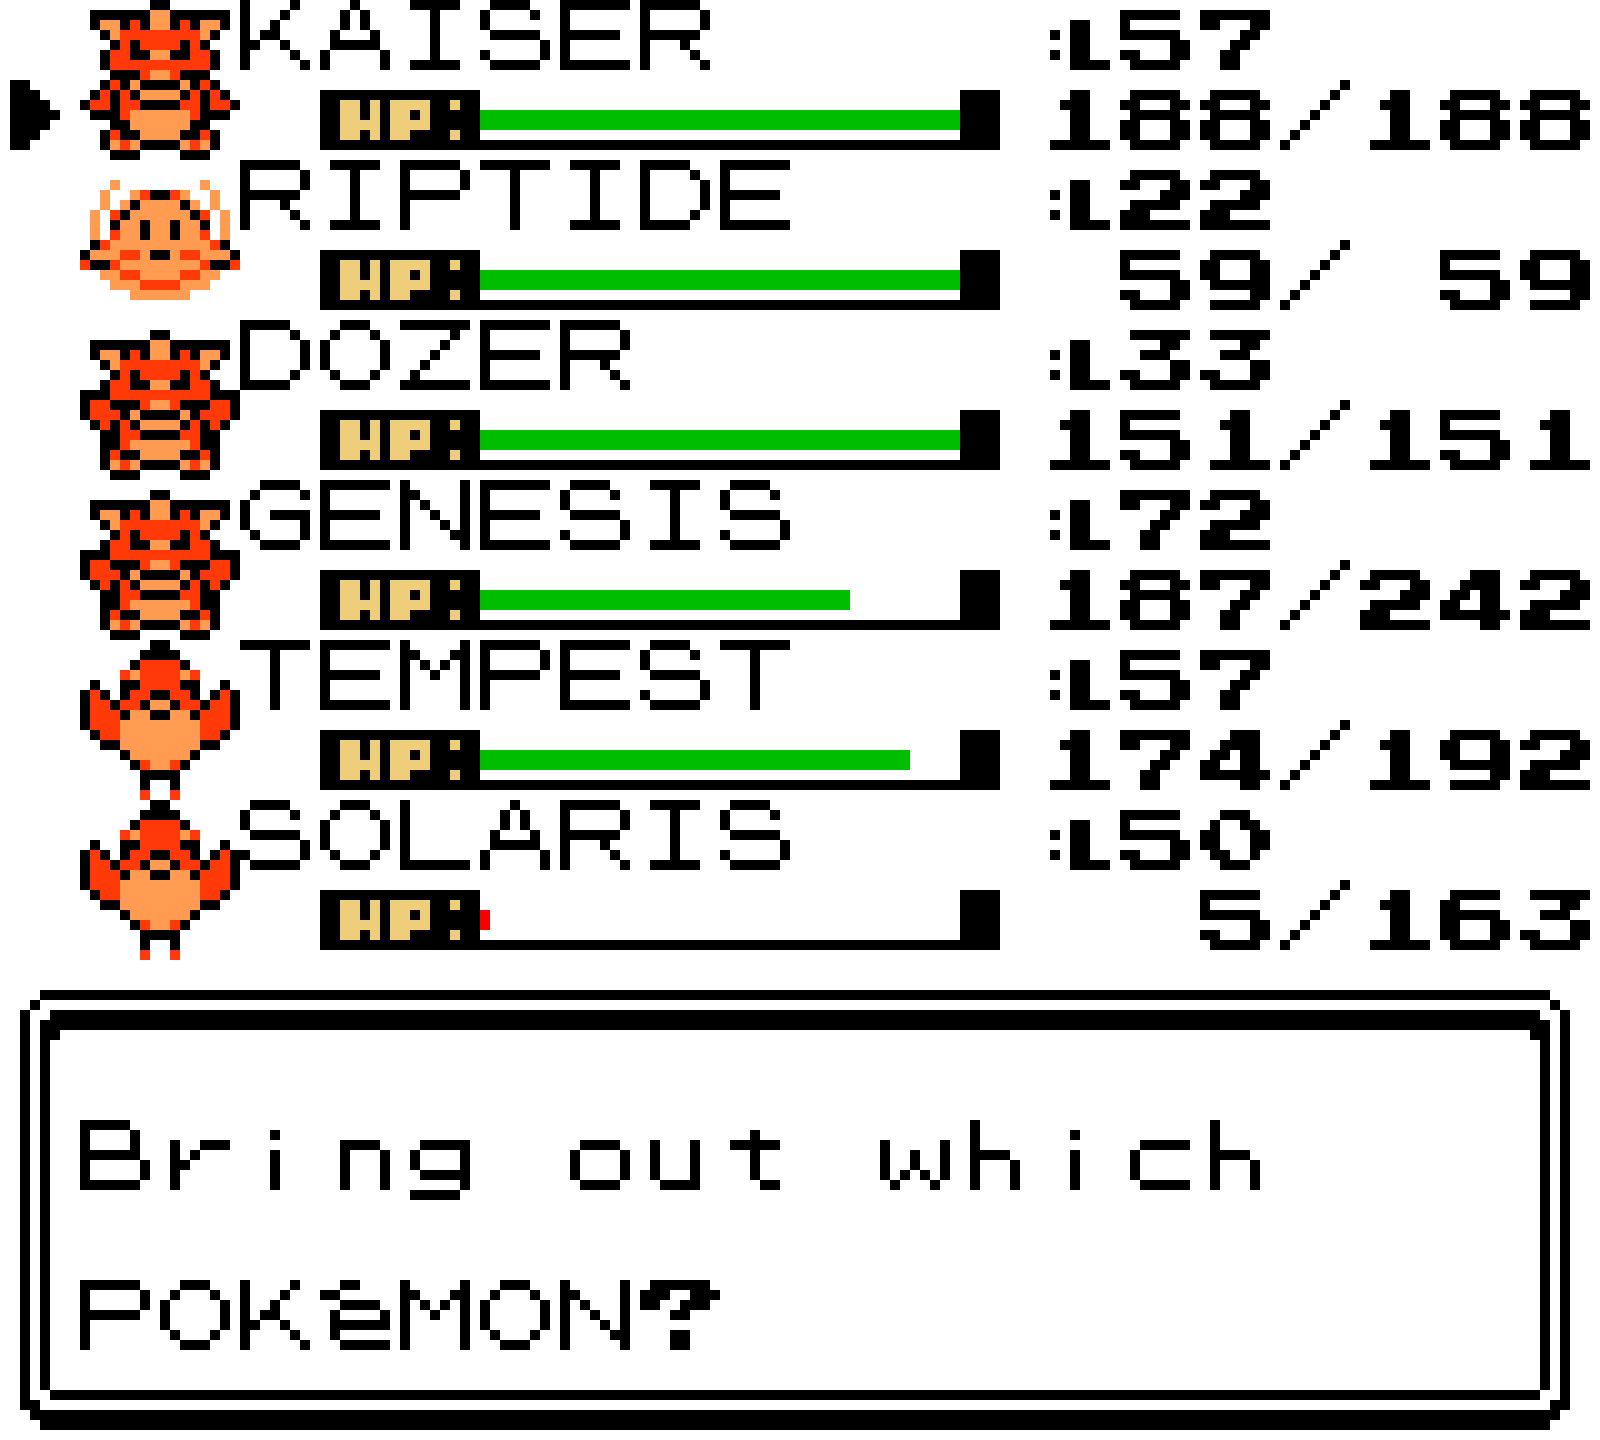 KAISER :L57
HP: 188/188
RIPTIDE :L22
HP: 59/ 59
DOZER :L33
HP: 151/151
GENESIS :L72
HP: 187/242
TEMPEST :L57
HP: 174/192
SOLARIS :L50
HP: 5/163
Bring out which
POKéMON?